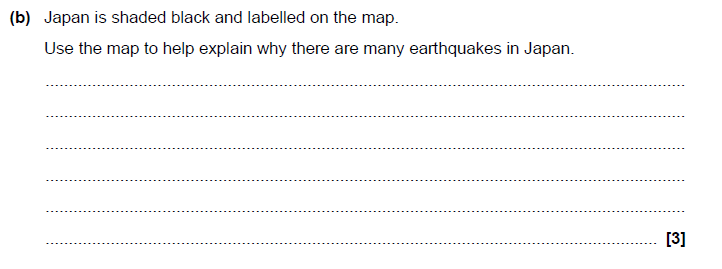 (b) Japan is shaded black and labelled on the map.
Use the map to help explain why there are many earthquakes in Japan.
[3]